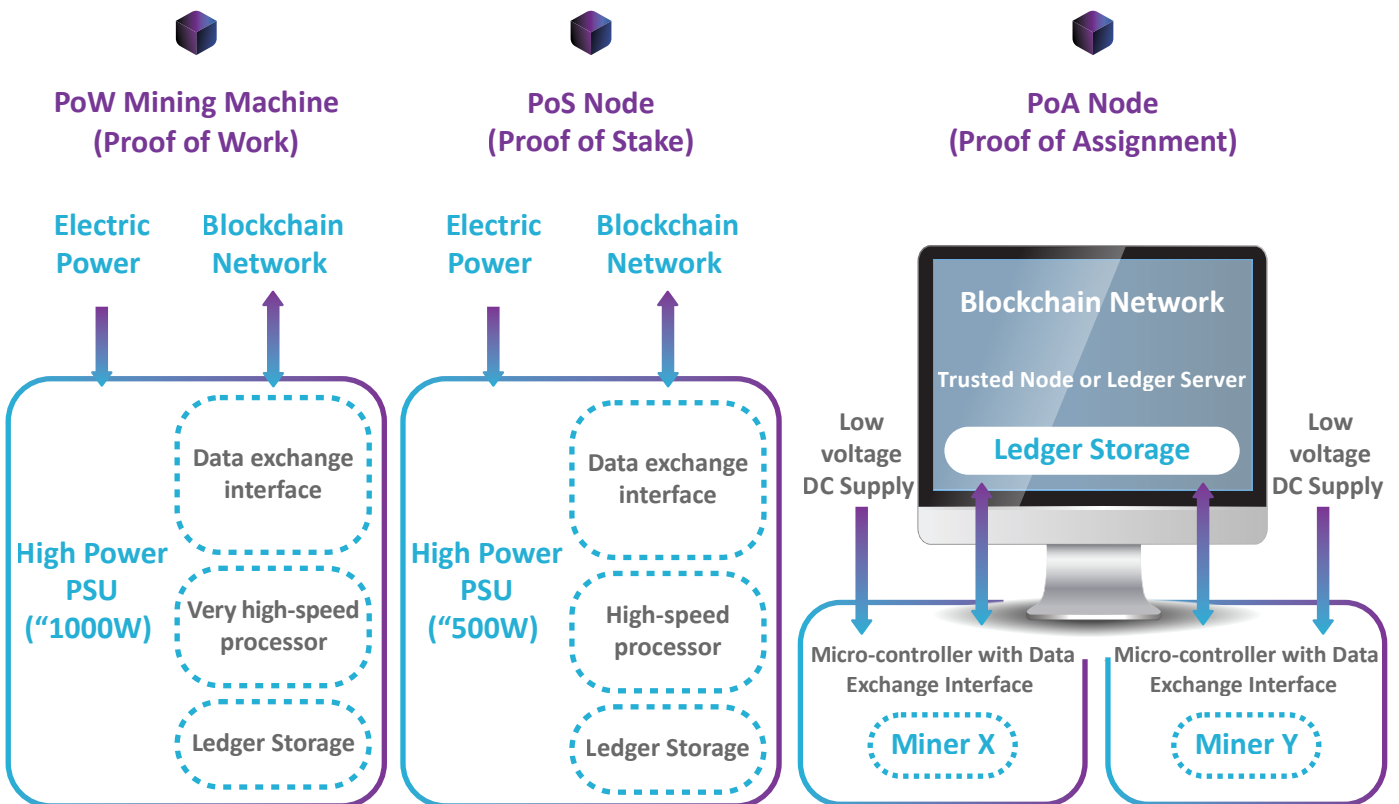 PoW Mining Machine
(Proof of Work)
Electric
Power
Blockchain
Network
High Power
PSU
(“1000W)
Data exchange
interface
Very high-speed
processor
Ledger Storage
PoS Node
(Proof of Stake)
Electric
Power
Blockchain
Network
High Power
PSU
(“500W)
Data exchange
interface
High-speed
processor
Ledger Storage
PoA Node
(Proof of Assignment)
Blockchain Network
Trusted Node or Ledger Server
Ledger Storage
Low
voltage
DC Supply
Low
voltage
DC Supply
Micro-controller with Data
Exchange Interface
Miner X
Micro-controller with Data
Exchange Interface
Miner Y